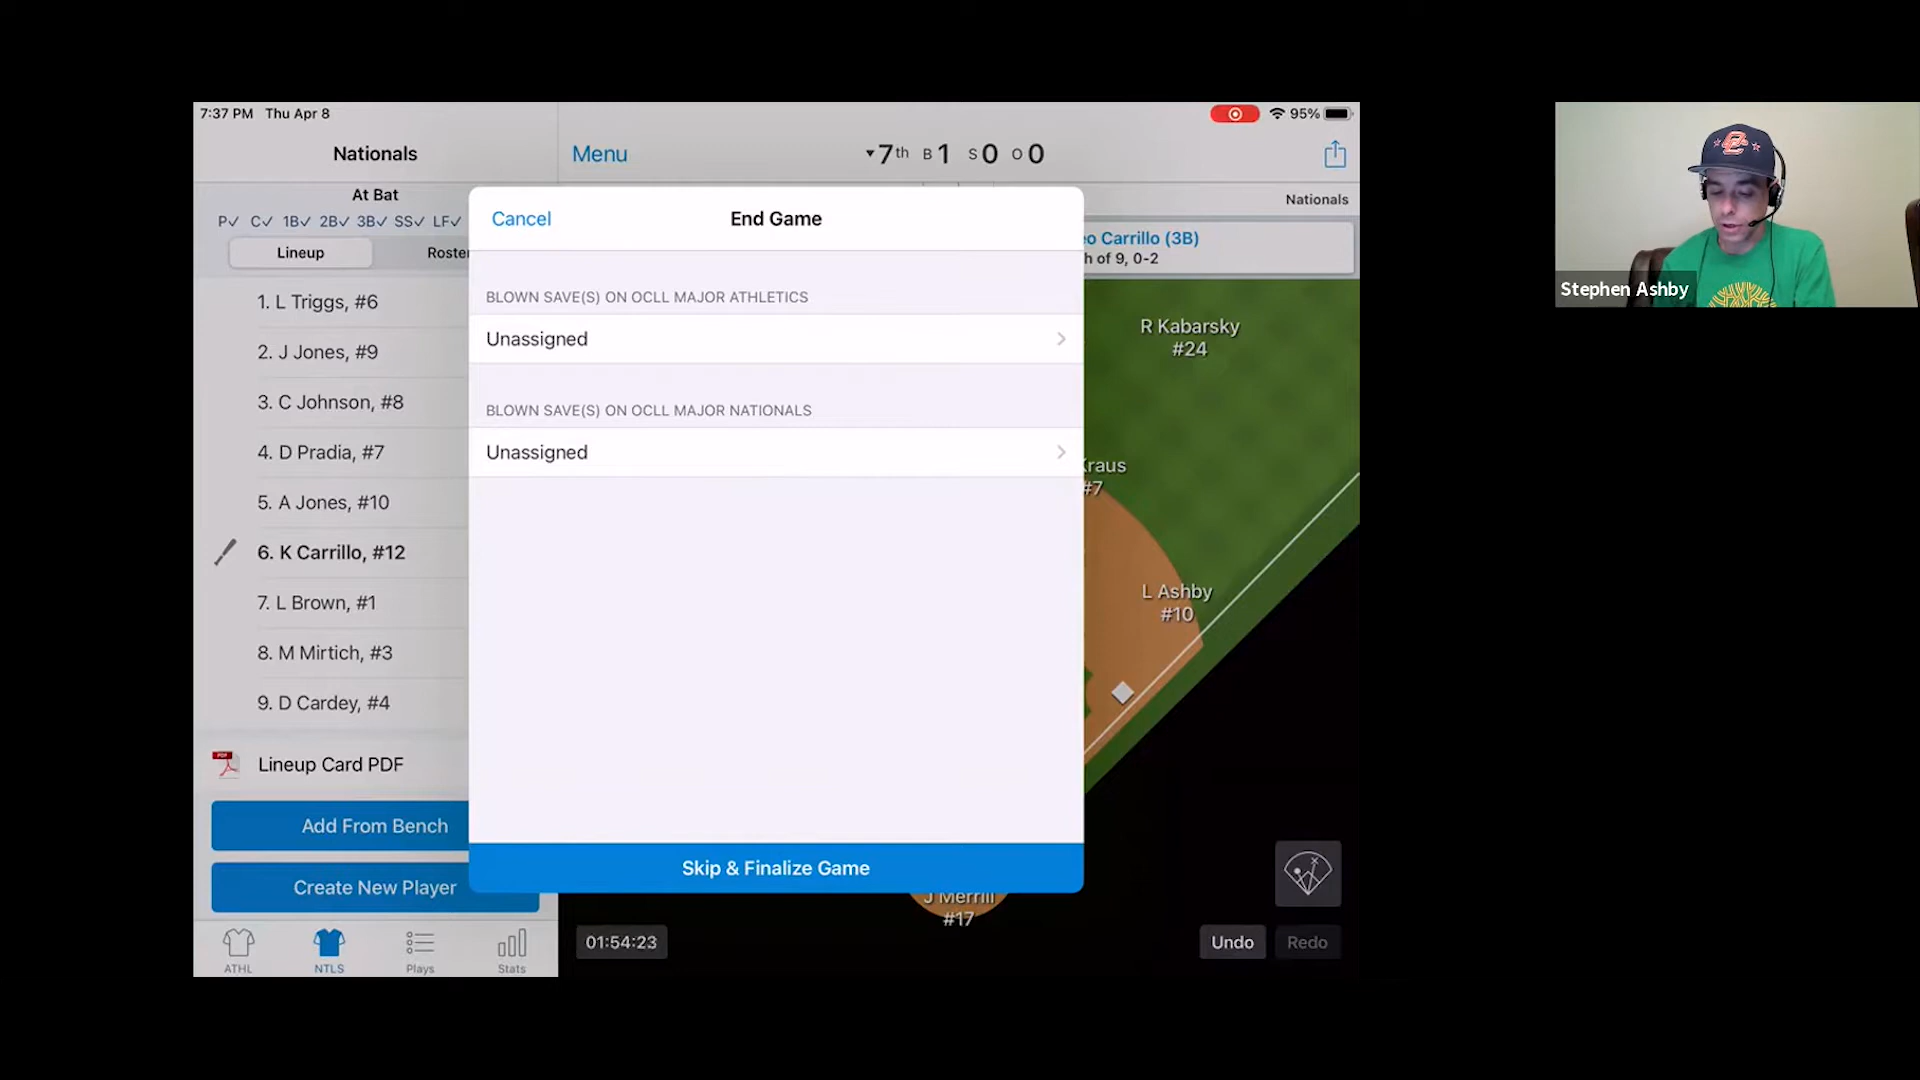 7:37 PM Thu Apr 8
95%
Nationals
Menu
▾7th B 1 S 0 O 0
At Bat
P✓ C✓ 1B✓ 2B✓ 3B✓ SS✓ LF✓
Lineup
Roster
Nationals
eo Carrillo (3B)
h of 9, 0-2
Cancel
End Game
BLOWN SAVE(S) ON OCLL MAJOR ATHLETICS
Unassigned
BLOWN SAVE(S) ON OCLL MAJOR NATIONALS
Unassigned
Skip & Finalize Game
1. L Triggs, #6
2. J Jones, #9
3. C Johnson, #8
4. D Pradia, #7
5. A Jones, #10
6. K Carrillo, #12
7. L Brown, #1
8. M Mirtich, #3
9. D Cardey, #4
PDF
Lineup Card PDF
Add From Bench
Create New Player
ATHL
NTLS
Plays
Stats
R Kabarsky
#24
Kraus
#7
L Ashby
#10
J Merrill
#17
01:54:23
Undo
Redo
Stephen Ashby